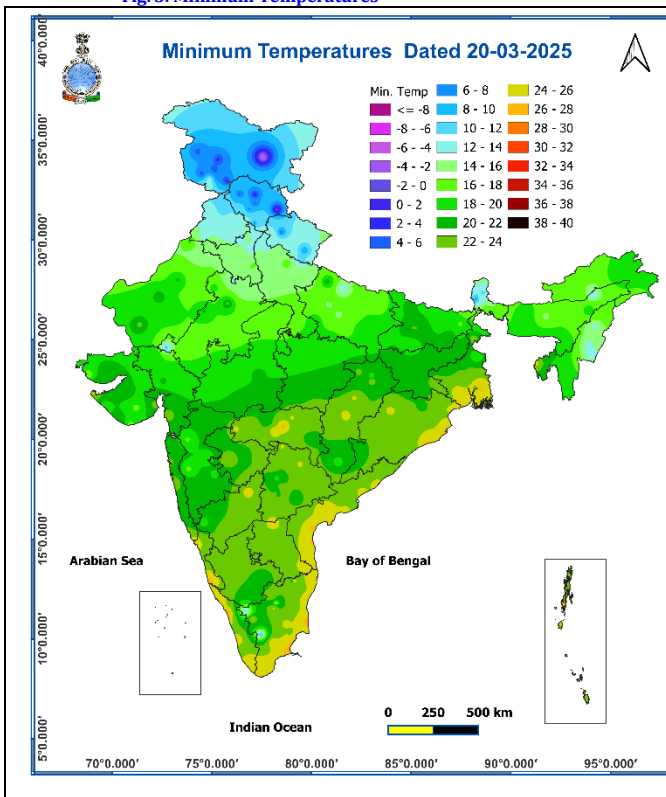 Fig. 3: Minimum Temperatures
Minimum Temperatures Dated 20-03-2025
Min. Temp
<= -8
-8 - -6
-6 - -4
-4 - -2
-2 - 0
0 - 2
2 - 4
4 - 6
6 - 8
8 - 10
10 - 12
12 - 14
14 - 16
16 - 18
18 - 20
20 - 22
22 - 24
24 - 26
26 - 28
28 - 30
30 - 32
32 - 34
34 - 36
36 - 38
38 - 40
40°0.000'
35°0.000'
30°0.000'
25°0.000'
20°0.000'
15°0.000'
10°0.000'
5°0.000'
Arabian Sea
Bay of Bengal
Indian Ocean
0 250 500 km
70°0.000' 75°0.000' 80°0.000' 85°0.000' 90°0.000' 95°0.000'